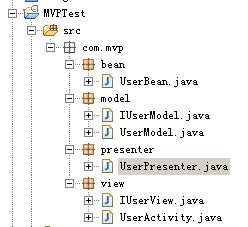 MVPTest
src
com.mvp
bean
UserBean.java
model
IUserModel.java
UserModel.java
presenter
UserPresenter.java
view
IUserView.java
UserActivity.java